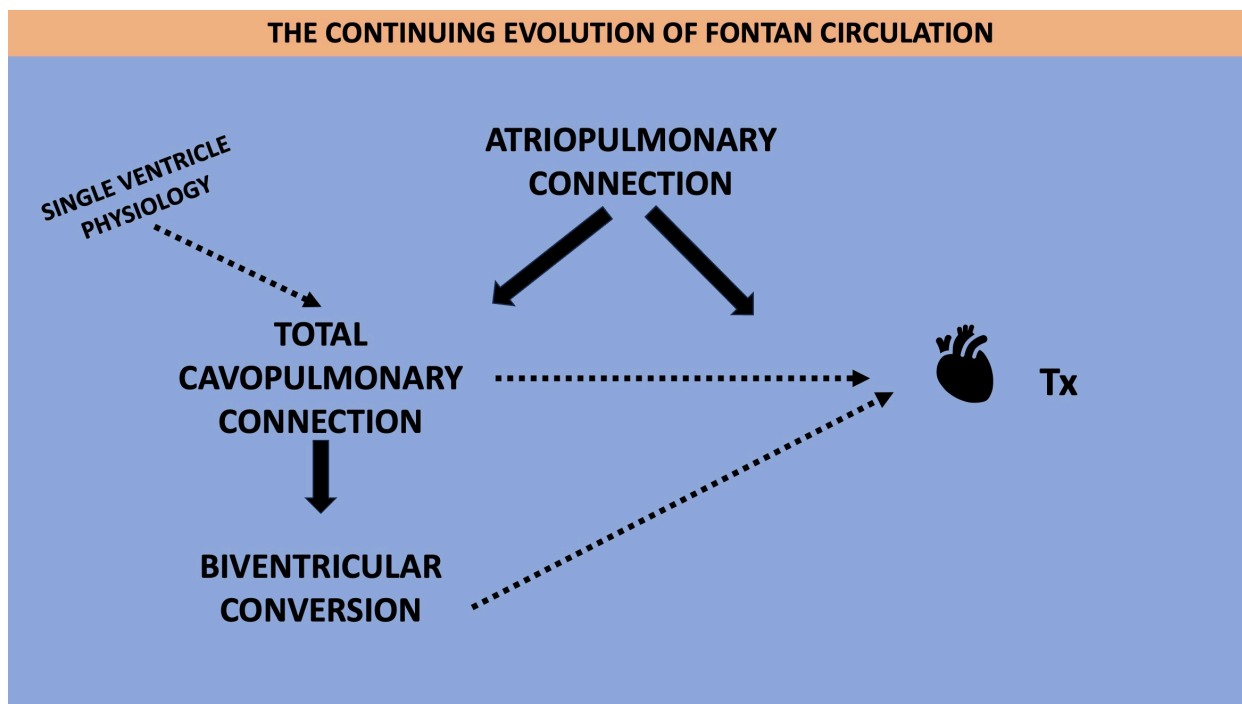 THE CONTINUING EVOLUTION OF FONTAN CIRCULATION
SINGLE VENTRICLE
PHYSIOLOGY
ATRIOPULMONARY
CONNECTION
TOTAL
CAVOPULMONARY
CONNECTION
Tx
BIVENTRICULAR
CONVERSION